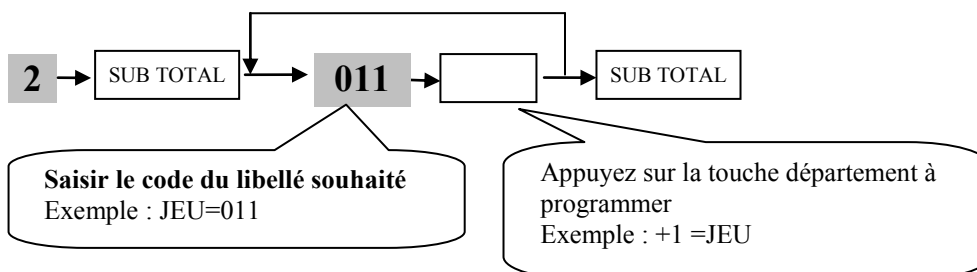 2 SUB TOTAL 011 SUB TOTAL
Saisir le code du libellé souhaité
Exemple : JEU=011
Appuyez sur la touche département à
programmer
Exemple : +1 =JEU